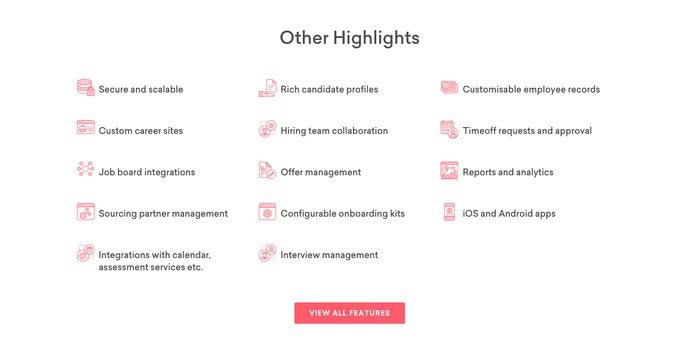 Other Highlights
Secure and scalable
Rich candidate profiles
Customisable employee records
Custom career sites
Hiring team collaboration
Timeoff requests and approval
Job board integrations
Offer management
Reports and analytics
Sourcing partner management
Configurable onboarding kits
iOS and Android apps
Integrations with calendar,
assessment services etc.
Interview management
VIEW ALL FEATURES